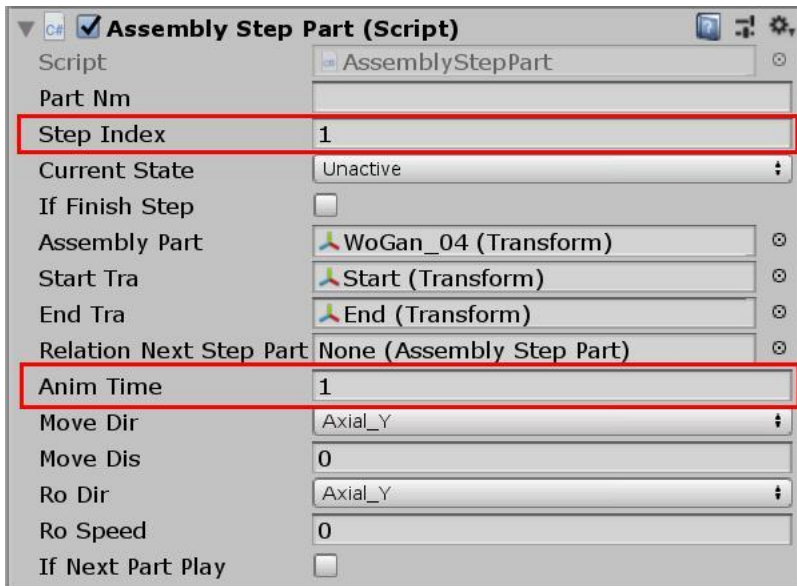 Assembly Step Part (Script)
Script AssemblyStepPart
Part Nm
Step Index 1
Current State Unactive
If Finish Step
Assembly Part WoGan_04 (Transform)
Start Tra Start (Transform)
End Tra End (Transform)
Relation Next Step Part None (Assembly Step Part)
Anim Time 1
Move Dir Axial_Y
Move Dis 0
Ro Dir Axial_Y
Ro Speed 0
If Next Part Play